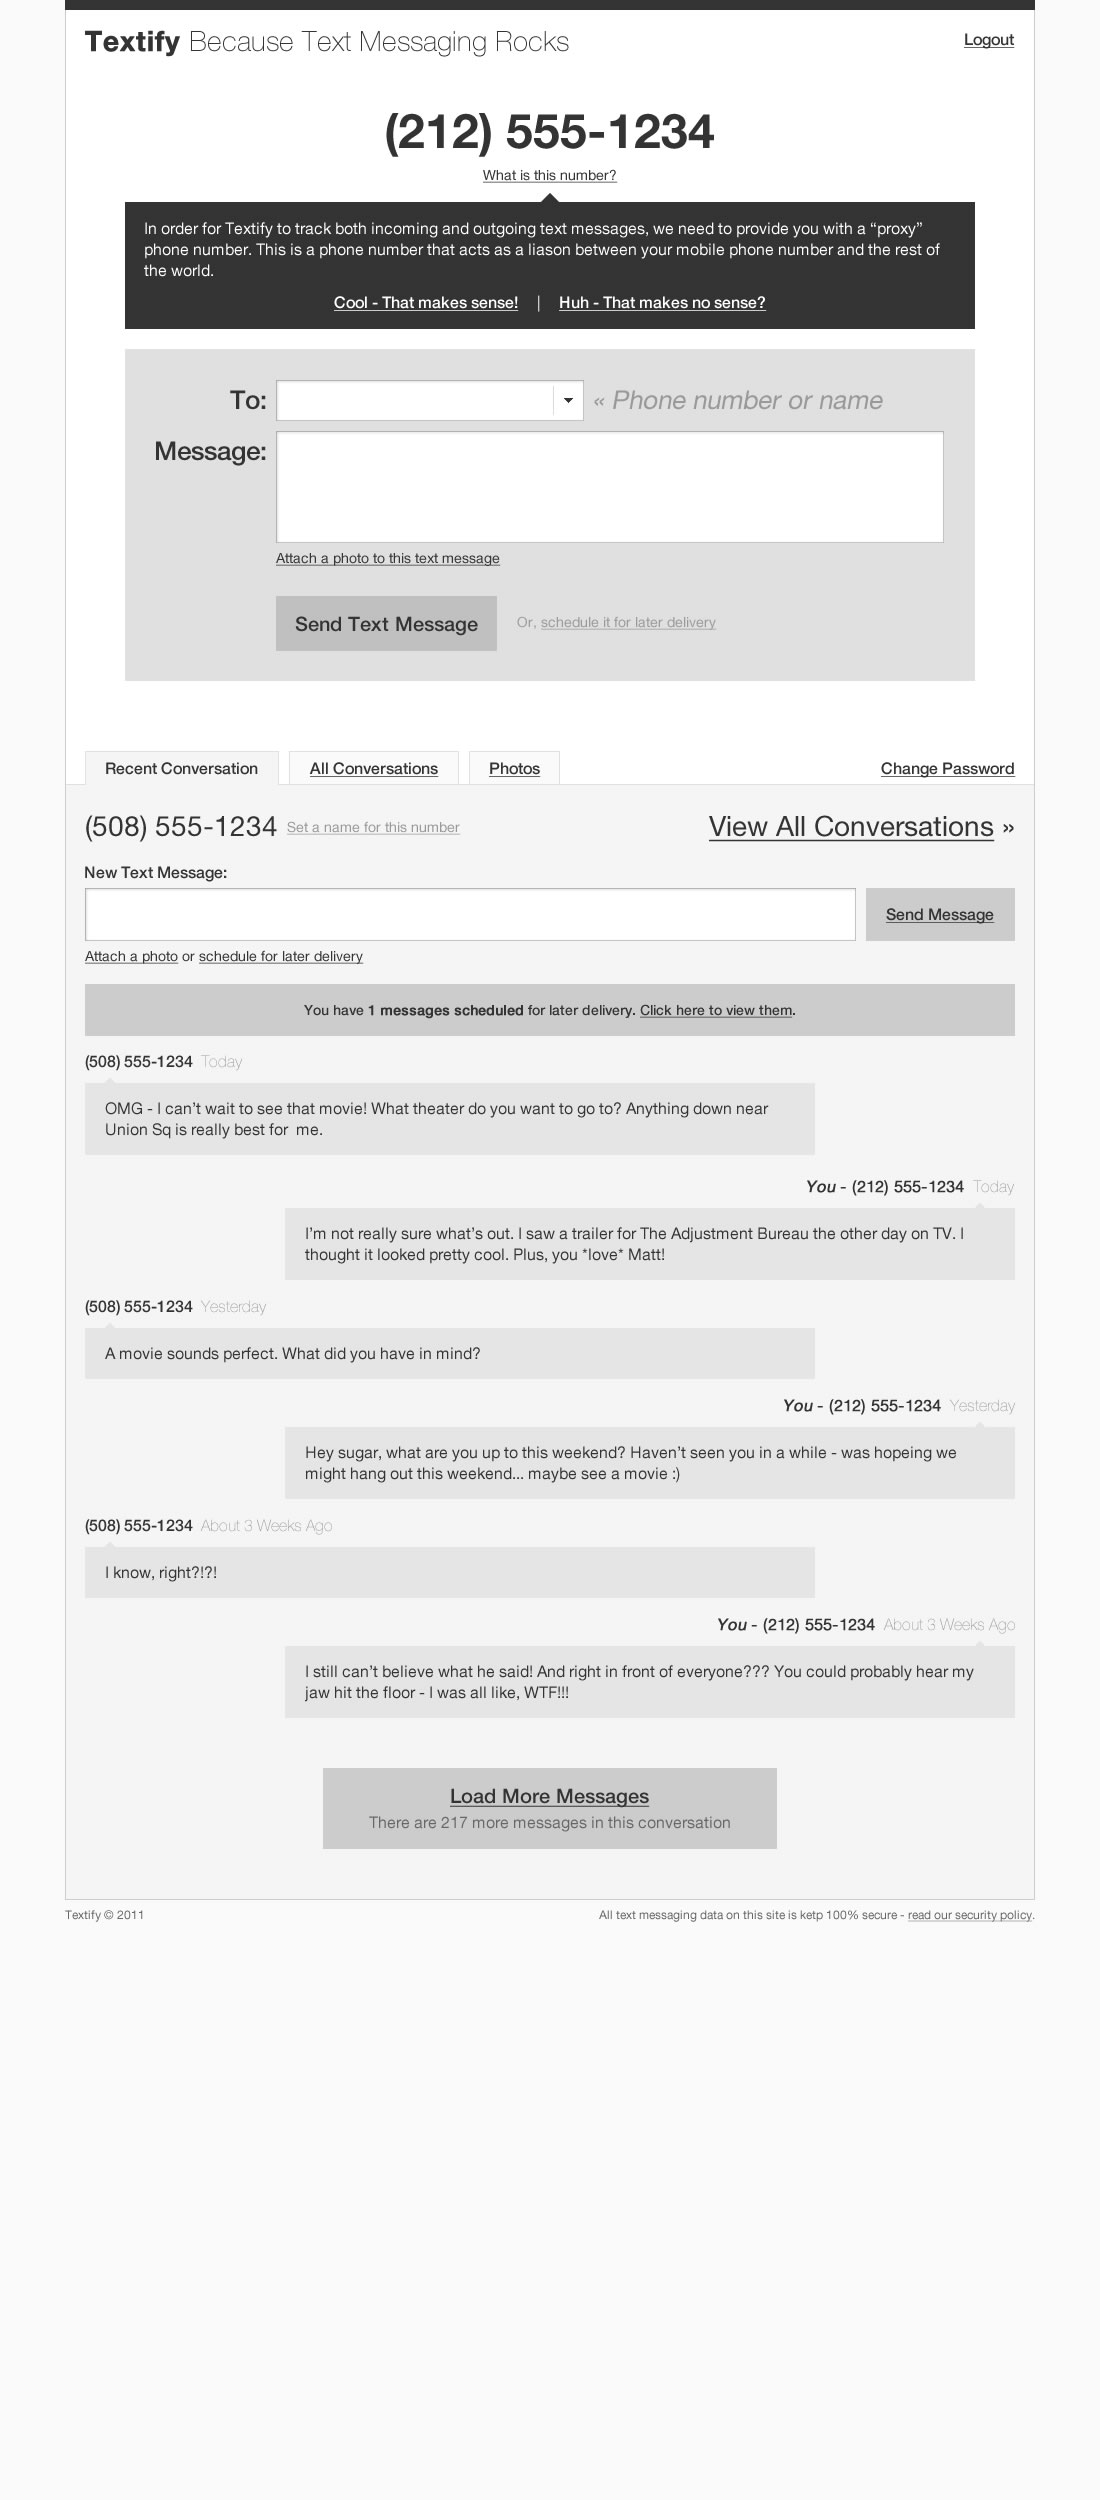 Textify Because Text Messaging Rocks
Logout
(212) 555-1234
What is this number?
In order for Textify to track both incoming and outgoing text messages, we need to provide you with a “proxy”
phone number. This is a phone number that acts as a liason between your mobile phone number and the rest of
the world.
Cool - That makes sense! | Huh - That makes no sense?
To:
« Phone number or name
Message:
Attach a photo to this text message
Send Text Message
Or, schedule it for later delivery
Recent Conversation
All Conversations
Photos
Change Password
(508) 555-1234 Set a name for this number
View All Conversations »
New Text Message:
Send Message
Attach a photo or schedule for later delivery
You have 1 messages scheduled for later delivery. Click here to view them.
(508) 555-1234 Today
OMG - I can’t wait to see that movie! What theater do you want to go to? Anything down near
Union Sq is really best for  me.
You - (212) 555-1234 Today
I’m not really sure what’s out. I saw a trailer for The Adjustment Bureau the other day on TV. I
thought it looked pretty cool. Plus, you *love* Matt!
(508) 555-1234 Yesterday
A movie sounds perfect. What did you have in mind?
You - (212) 555-1234 Yesterday
Hey sugar, what are you up to this weekend? Haven’t seen you in a while - was hopeing we
might hang out this weekend... maybe see a movie :)
(508) 555-1234 About 3 Weeks Ago
I know, right?!?!
You - (212) 555-1234 About 3 Weeks Ago
I still can’t believe what he said! And right in front of everyone??? You could probably hear my
jaw hit the floor - I was all like, WTF!!!
Load More Messages
There are 217 more messages in this conversation
Textify © 2011
All text messaging data on this site is ketp 100% secure - read our security policy.